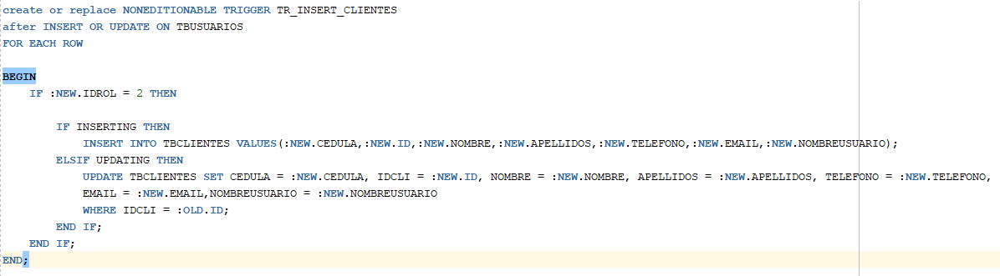 create or replace NONEDITIONABLE TRIGGER TR_INSERT_CLIENTES
after INSERT OR UPDATE ON TBUSUARIOS
FOR EACH ROW
BEGIN
IF :NEW.IDROL = 2 THEN
IF INSERTING THEN
INSERT INTO TBCLIENTES VALUES(:NEW.CEDULA,:NEW.ID,:NEW.NOMBRE,:NEW.APELLIDOS,:NEW.TELEFONO,:NEW.EMAIL,:NEW.NOMBREUSUARIO);
ELSIF UPDATING THEN
UPDATE TBCLIENTES SET CEDULA = :NEW.CEDULA, IDCLI = :NEW.ID, NOMBRE = :NEW.NOMBRE, APELLIDOS = :NEW.APELLIDOS, TELEFONO = :NEW.TELEFONO,
EMAIL = :NEW.EMAIL,NOMBREUSUARIO = :NEW.NOMBREUSUARIO
WHERE IDCLI = :OLD.ID;
END IF;
END IF;
END;